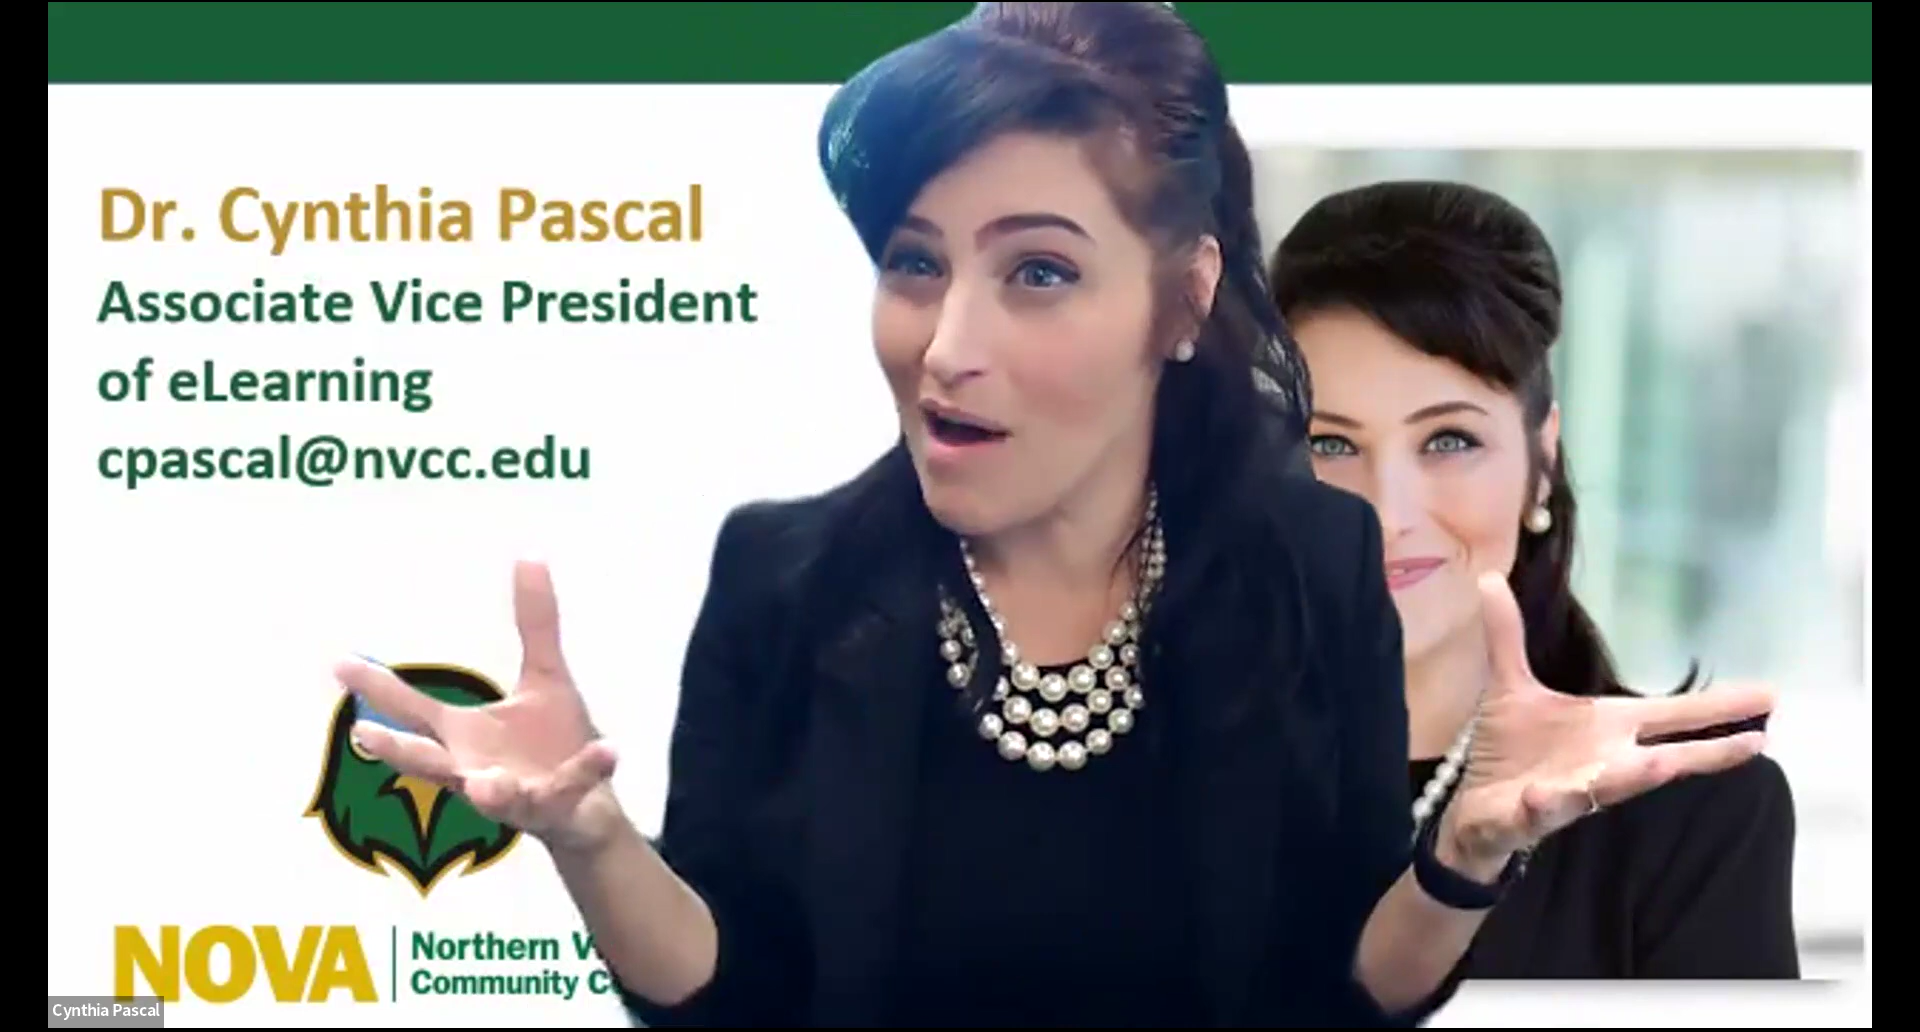 Dr. Cynthia Pascal
Associate Vice President
of eLearning
cpascal@nvcc.edu
NOVA
Northern
Community
Cynthia Pascal